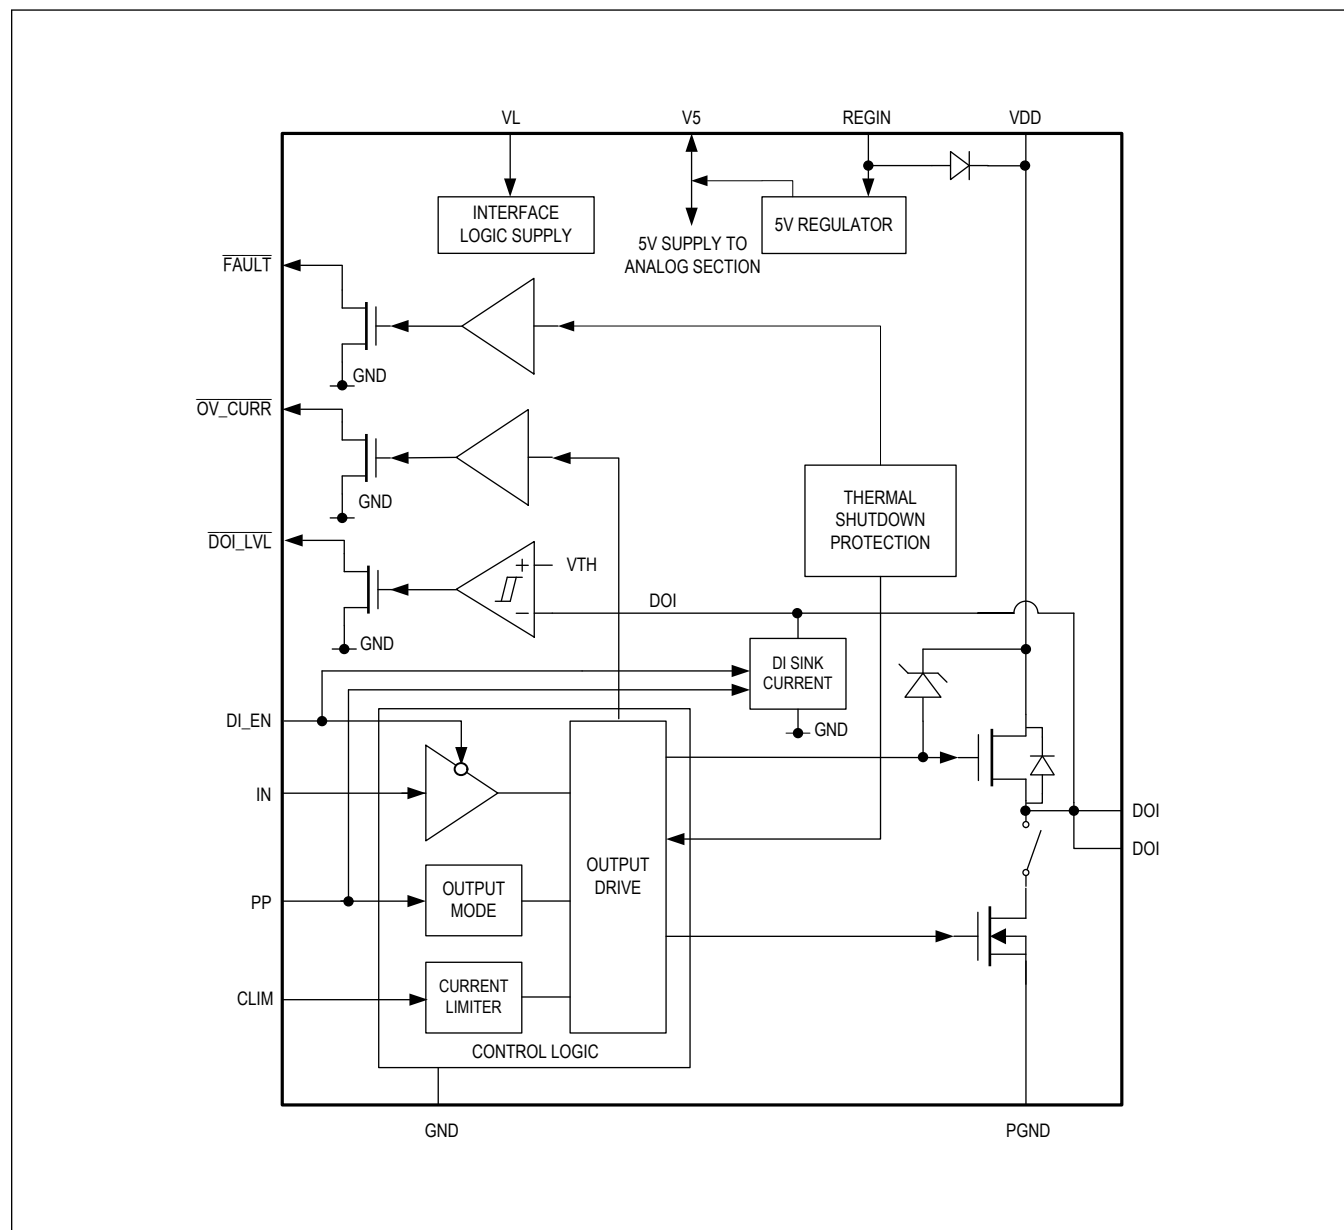 VL
V5
REGIN
VDD
INTERFACE
LOGIC SUPPLY
5V REGULATOR
5V SUPPLY TO
ANALOG SECTION
FAULT
GND
OV_CURR
GND
THERMAL
SHUTDOWN
PROTECTION
DOI_LVL
+
VTH
−
DOI
GND
DI SINK
CURRENT
GND
DI_EN
IN
DOI
DOI
OUTPUT
DRIVE
PP
OUTPUT
MODE
CLIM
CURRENT
LIMITER
CONTROL LOGIC
GND
PGND